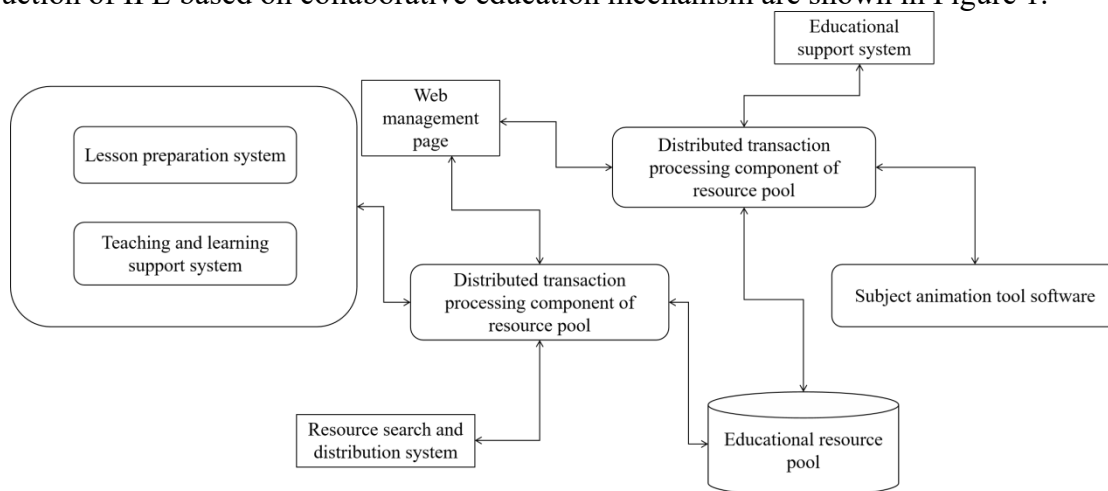 uction of IPE based on collaborative education mechanism are shown in Figure 1.
Educational
support system
Web
management
page
Lesson preparation system
Distributed transaction
processing component of
resource pool
Teaching and learning
support system
Distributed transaction
processing component of
resource pool
Subject animation tool software
Resource search and
distribution system
Educational resource
pool